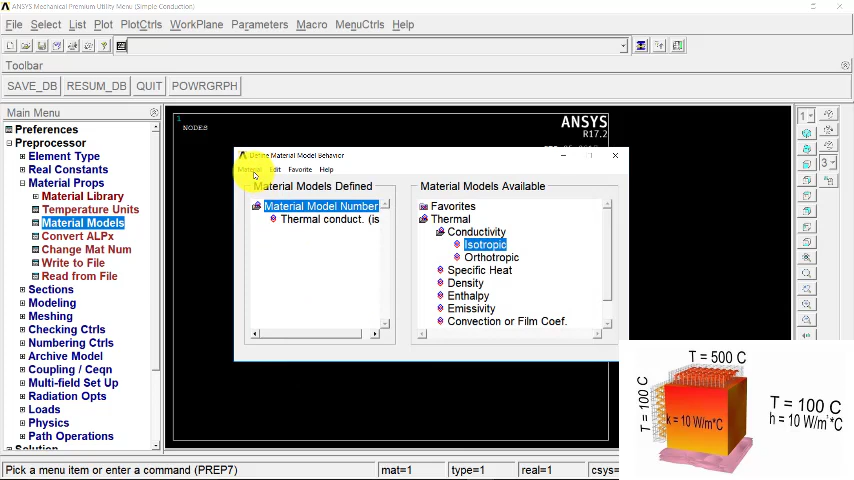 ANSYS Mechanical Premium Utility Menu (Simple Conduction)
File Select List Plot PlotCtrls WorkPlane Parameters Macro MenuCtrls Help
Toolbar
SAVE_DB RESUM_DB QUIT POWRGRPH
Main Menu
Preferences
Preprocessor
Element Type
Real Constants
Material Props
Material Library
Temperature Units
Material Models
Convert ALPx
Change Mat Num
Write to File
Read from File
Sections
Modeling
Meshing
Checking Ctrls
Numbering Ctrls
Archive Model
Coupling / Ceqn
Multi-field Set Up
Radiation Opts
Loads
Physics
Path Operations
Solution
1
NODES
ANSYS
R17.2
Define Material Model Behavior
Material Edit Favorite Help
Material Models Defined
Material Model Number
Thermal conduct. (is
Material Models Available
Favorites
Thermal
Conductivity
Isotropic
Orthotropic
Specific Heat
Density
Enthalpy
Emissivity
Convection or Film Coef.
1
3
T = 500 C
T = 100 C
k = 10 W/m*C
T = 100 C
h = 10 W/m²*C
Pick a menu item or enter a command (PREP7)
mat=1
type=1
real=1
csys=